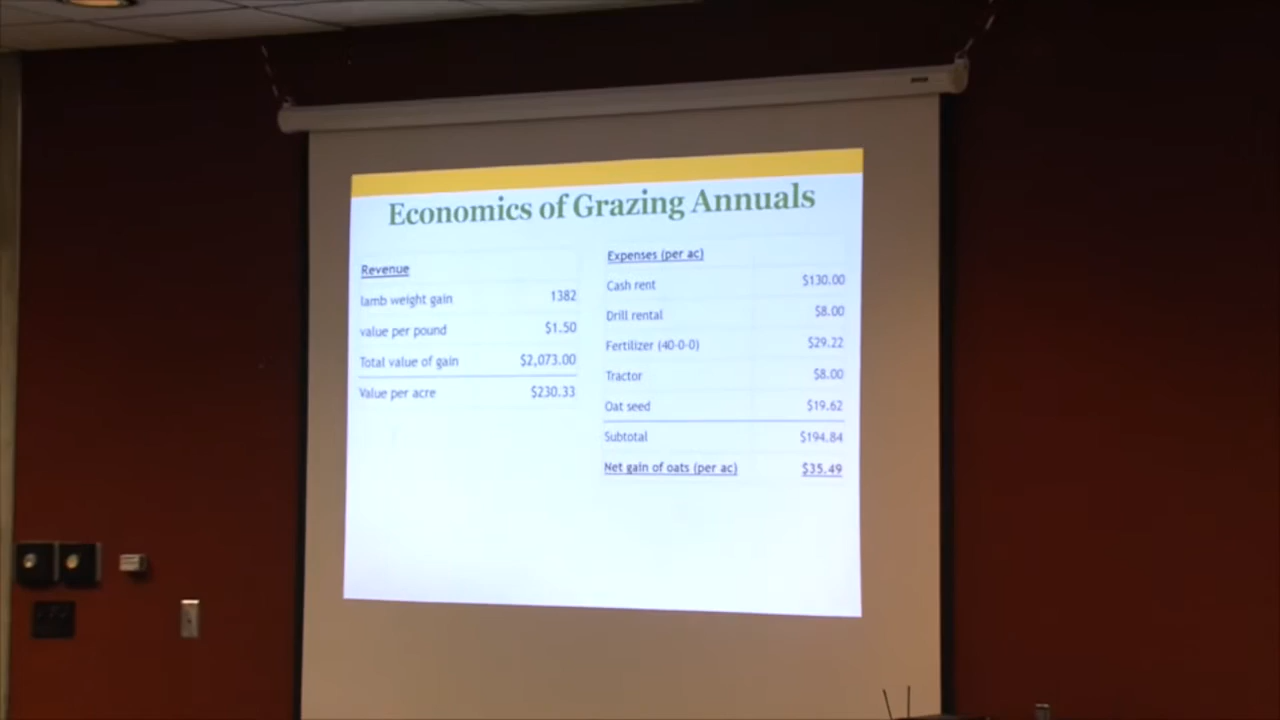 Economics of Grazing Annuals
Revenue
lamb weight gain 1382
value per pound $1.50
Total value of gain $2,073.00
Value per acre $230.33
Expenses (per ac)
Cash rent $130.00
Drill rental $8.00
Fertilizer (40-0-0) $29.22
Tractor $8.00
Oat seed $19.62
Subtotal $194.84
Net gain of oats (per ac) $35.49